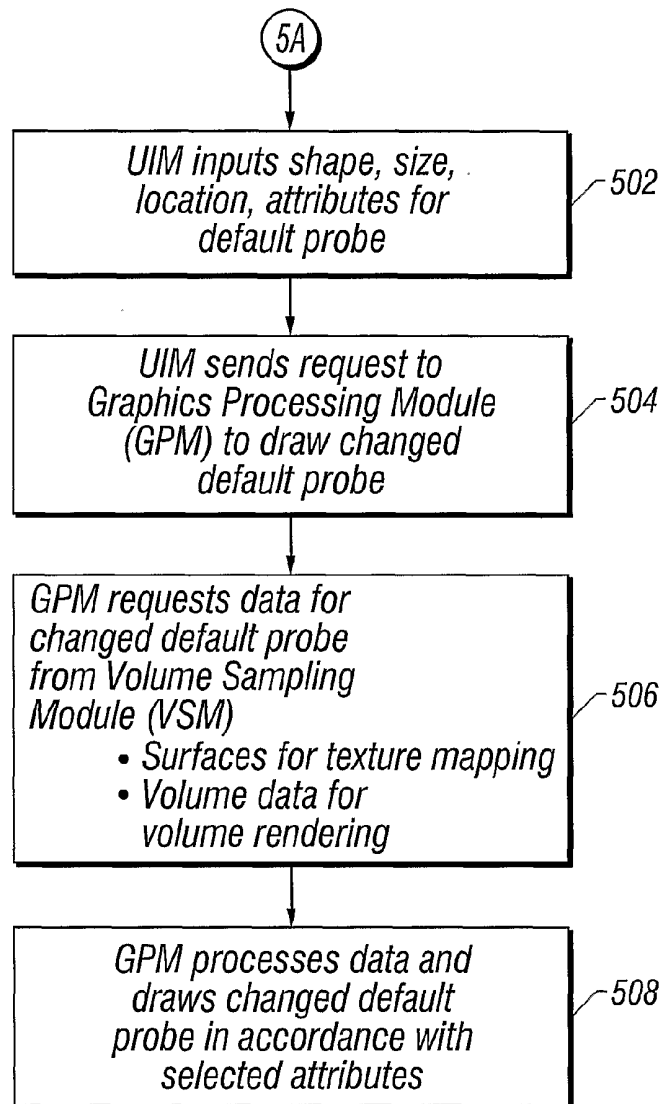 5A
UIM inputs shape, size,
location, attributes for
default probe
502
UIM sends request to
Graphics Processing Module
(GPM) to draw changed
default probe
504
GPM requests data for
changed default probe
from Volume Sampling
Module (VSM)
• Surfaces for texture mapping
• Volume data for
volume rendering
506
GPM processes data and
draws changed default
probe in accordance with
selected attributes
508